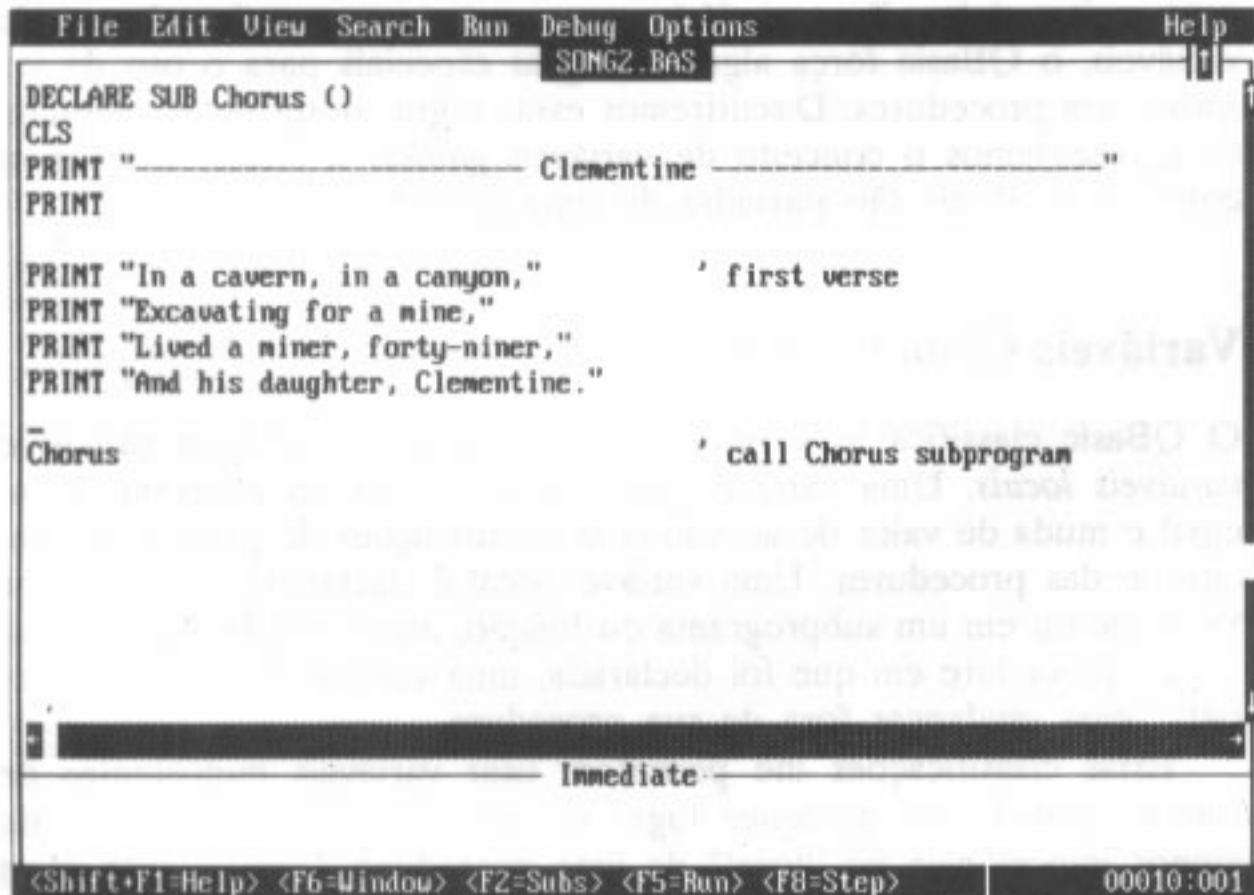 File Edit View Search Run Debug Options Help
SONG2.BAS
DECLARE SUB Chorus ()
CLS
PRINT "------------------------- Clementine -------------------------"
PRINT
PRINT "In a cavern, in a canyon," ' first verse
PRINT "Excavating for a mine,"
PRINT "Lived a miner, forty-niner,"
PRINT "And his daughter, Clementine."
Chorus ' call Chorus subprogram
Immediate
<Shift+F1=Help> <F6=Window> <F2=Subs> <F5=Run> <F8=Step> 00010:001